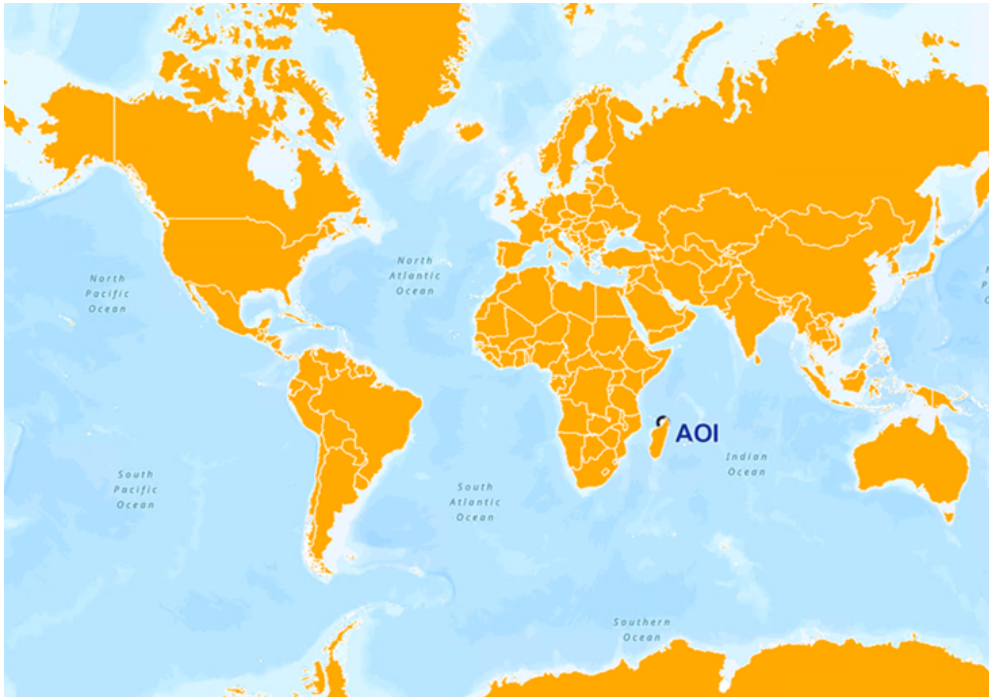 North
Atlantic
Ocean
North
Pacific
Ocean
AOI
Indian
Ocean
South
Pacific
Ocean
South
Atlantic
Ocean
Southern
Ocean